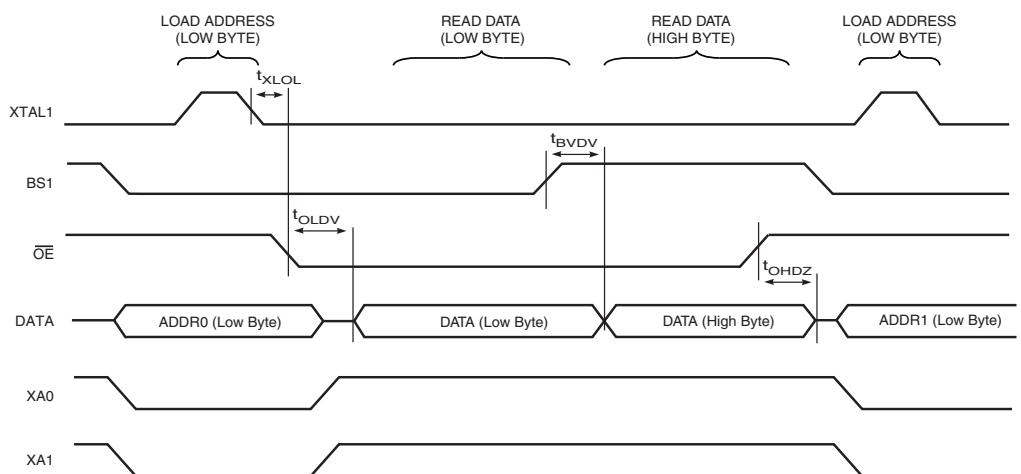 LOAD ADDRESS
(LOW BYTE)
READ DATA
(LOW BYTE)
READ DATA
(HIGH BYTE)
LOAD ADDRESS
(LOW BYTE)
tXLOL
XTAL1
tBVDV
BS1
tOLDV
OE
tOHDZ
DATA
ADDR0 (Low Byte)
DATA (Low Byte)
DATA (High Byte)
ADDR1 (Low Byte)
XA0
XA1